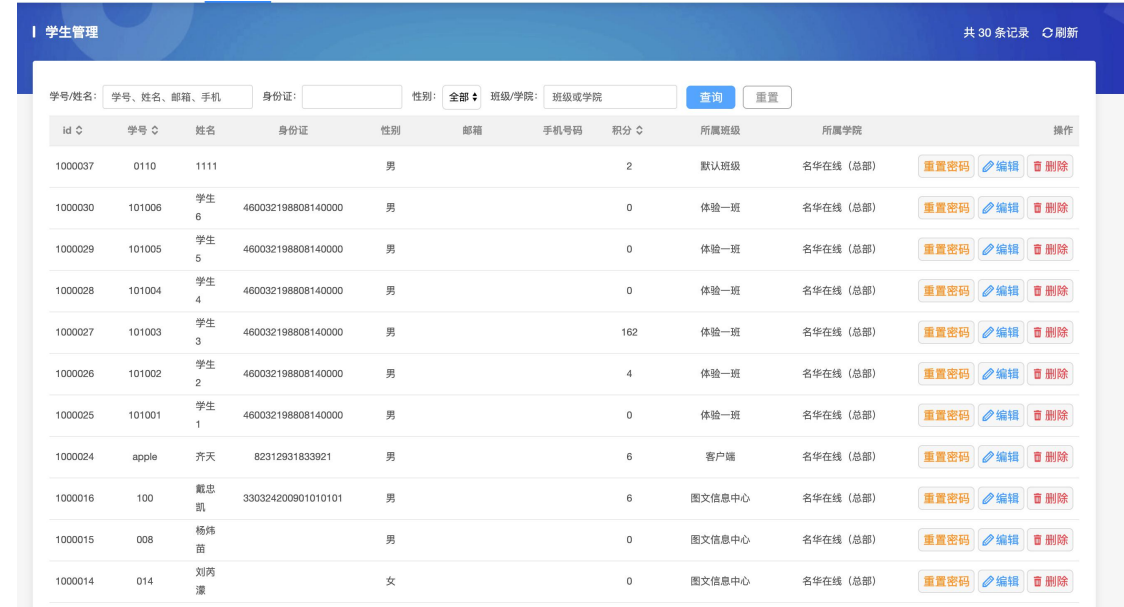 学生管理 共 30 条记录 刷新
学号/姓名: 学号、姓名、邮箱、手机 身份证: 性别: 全部 班级/学院: 班级或学院 查询 重置
id 学号 姓名 身份证 性别 邮箱 手机号码 积分 所属班级 所属学院 操作
1000037 0110 1111 男 2 默认班级 名华在线（总部） 重置密码 编辑 删除
1000030 101006 学生6 460032198808140000 男 0 体验一班 名华在线（总部） 重置密码 编辑 删除
1000029 101005 学生5 460032198808140000 男 0 体验一班 名华在线（总部） 重置密码 编辑 删除
1000028 101004 学生4 460032198808140000 男 0 体验一班 名华在线（总部） 重置密码 编辑 删除
1000027 101003 学生3 460032198808140000 男 162 体验一班 名华在线（总部） 重置密码 编辑 删除
1000026 101002 学生2 460032198808140000 男 4 体验一班 名华在线（总部） 重置密码 编辑 删除
1000025 101001 学生1 460032198808140000 男 0 体验一班 名华在线（总部） 重置密码 编辑 删除
1000024 apple 齐天 82312931833921 男 6 客户端 名华在线（总部） 重置密码 编辑 删除
1000016 100 戴忠凯 330324200901010101 男 6 图文信息中心 名华在线（总部） 重置密码 编辑 删除
1000015 008 杨炜苗 男 0 图文信息中心 名华在线（总部） 重置密码 编辑 删除
1000014 014 刘芮濛 女 0 图文信息中心 名华在线（总部） 重置密码 编辑 删除